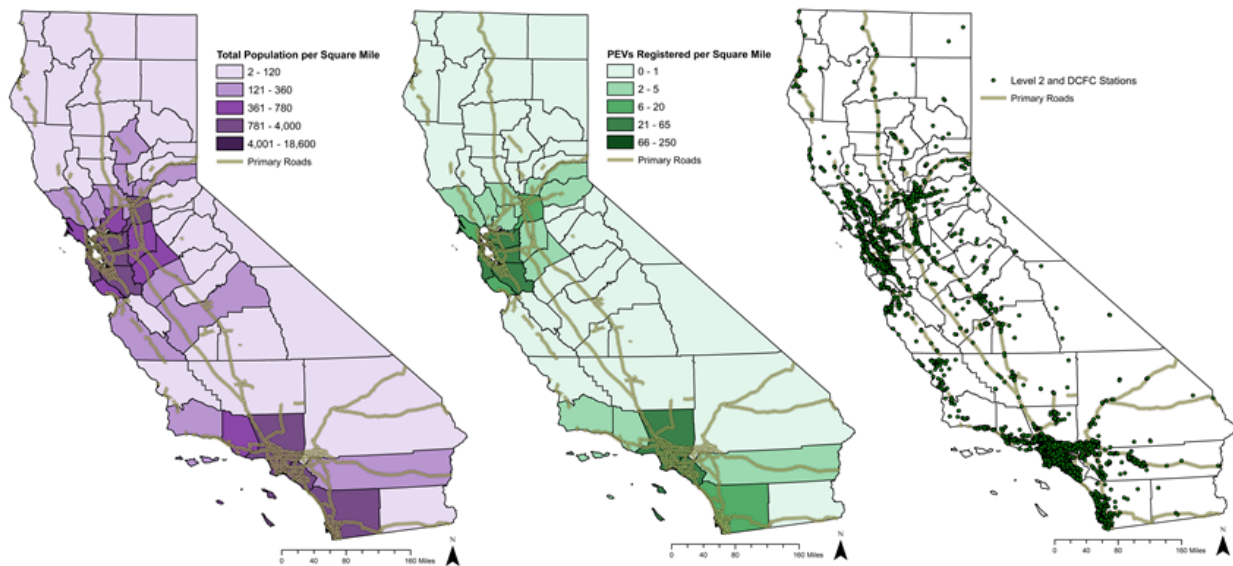 Total Population per Square Mile
2 - 120
121 - 360
361 - 780
781 - 4,000
4,001 - 18,600
Primary Roads
N
0 40 80 160 Miles
PEVs Registered per Square Mile
0 - 1
2 - 5
6 - 20
21 - 65
66 - 250
Primary Roads
N
0 40 80 160 Miles
Level 2 and DCFC Stations
Primary Roads
N
0 40 80 160 Miles